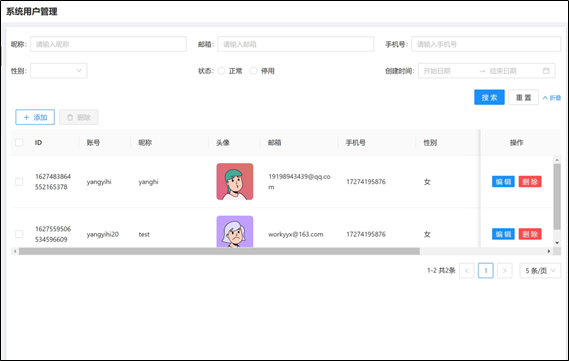 系统用户管理
昵称: 请输入昵称 邮箱: 请输入邮箱 手机号: 请输入手机号
性别: 状态: 正常 停用 创建时间: 开始日期 → 结束日期
搜 索 重 置 折叠
+ 添加 删除
ID 账号 昵称 头像 邮箱 手机号 性别 操作
1627483864 yangyihi yanghi 19198943439@qq.co 17274195876 女 编 辑 删 除
552165378 m
1627559506 yangyihi20 test workyyx@163.com 17274195876 女 编 辑 删 除
534596609
1-2 共2条 < 1 > 5 条/页